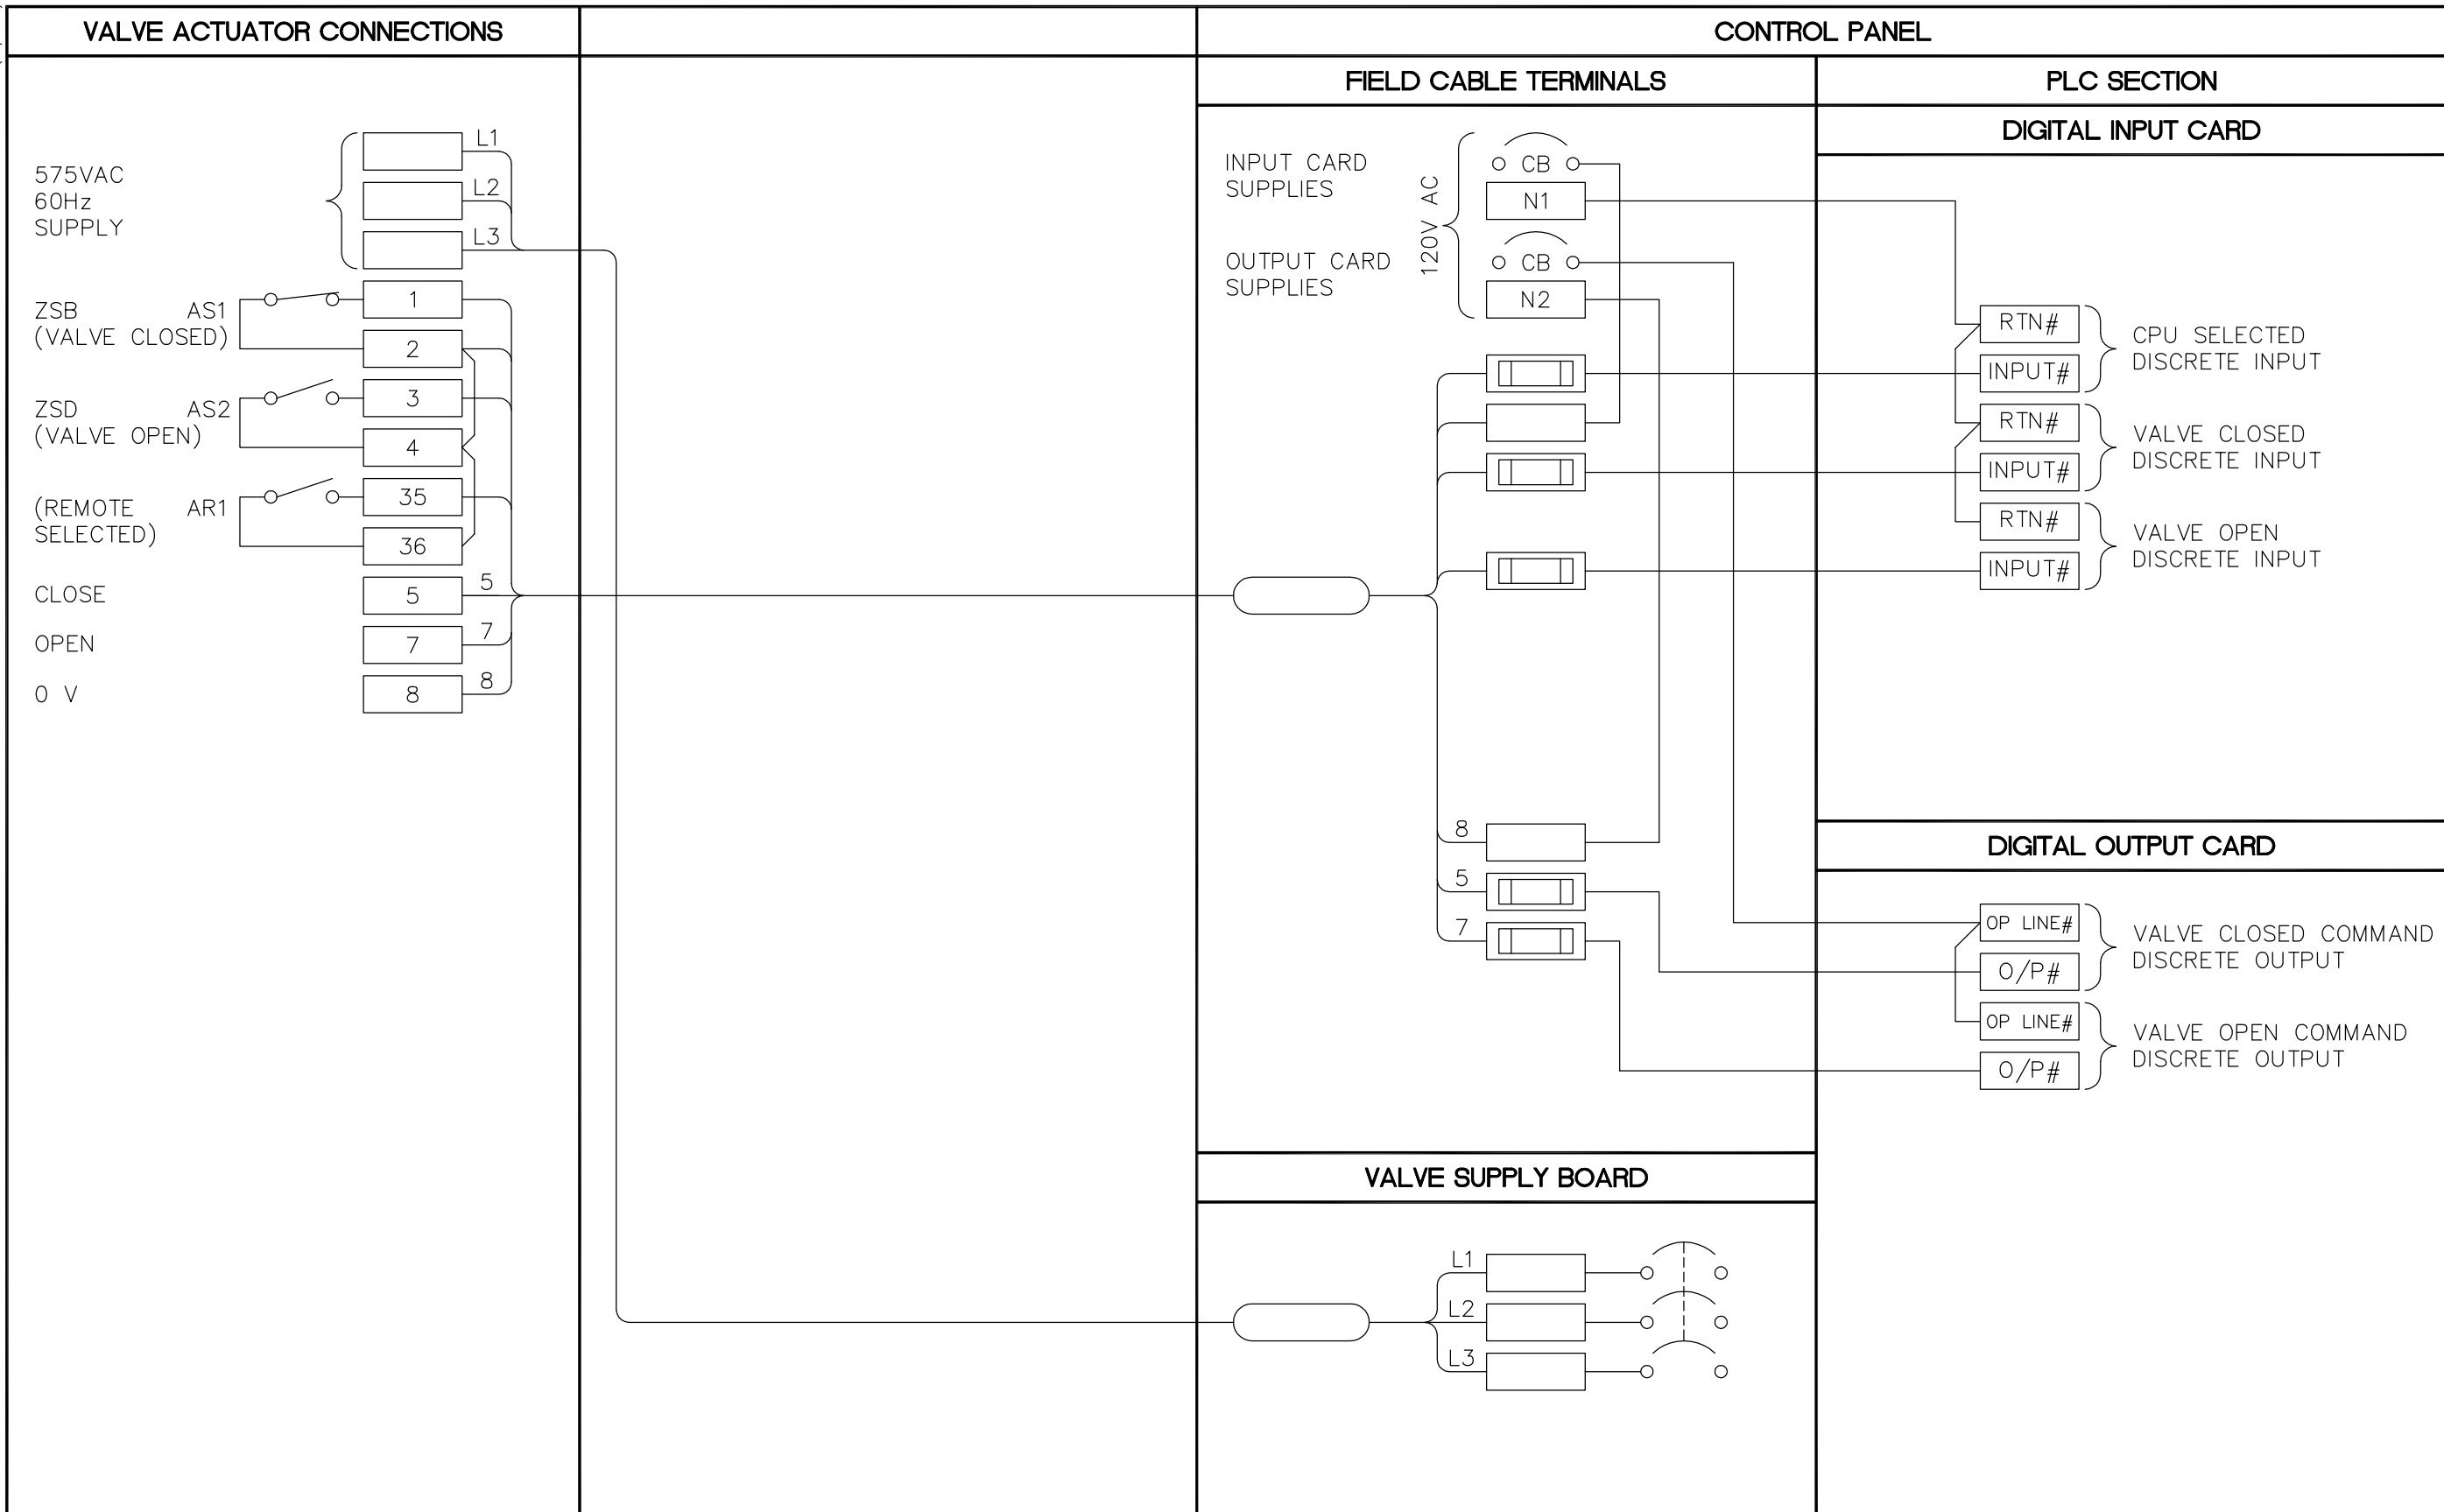 VALVE ACTUATOR CONNECTIONS
CONTROL PANEL
FIELD CABLE TERMINALS
PLC SECTION
DIGITAL INPUT CARD
575VAC
60Hz
SUPPLY
L1
L2
L3
ZSB AS1
(VALVE CLOSED)
1
2
ZSD AS2
(VALVE OPEN)
3
4
(REMOTE AR1
SELECTED)
35
36
CLOSE
5
5
OPEN
7
7
0 V
8
8
INPUT CARD
SUPPLIES
OUTPUT CARD
SUPPLIES
120V AC
CB
N1
CB
N2
8
5
7
RTN#
INPUT#
CPU SELECTED
DISCRETE INPUT
RTN#
INPUT#
VALVE CLOSED
DISCRETE INPUT
RTN#
INPUT#
VALVE OPEN
DISCRETE INPUT
DIGITAL OUTPUT CARD
OP LINE#
O/P#
VALVE CLOSED COMMAND
DISCRETE OUTPUT
OP LINE#
O/P#
VALVE OPEN COMMAND
DISCRETE OUTPUT
VALVE SUPPLY BOARD
L1
L2
L3